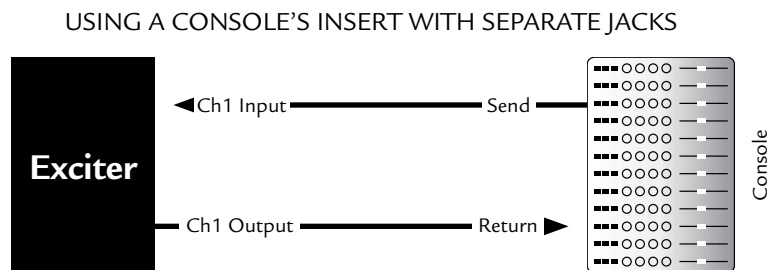 USING A CONSOLE'S INSERT WITH SEPARATE JACKS
Ch1 Input Send
Exciter
Console
Ch1 Output Return